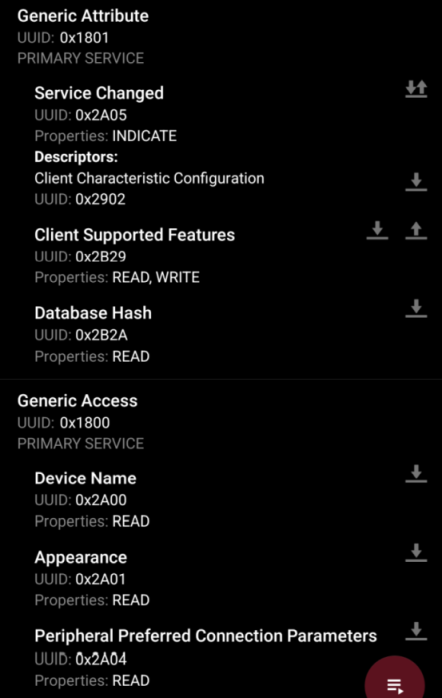 Generic Attribute
UUID: 0x1801
PRIMARY SERVICE
Service Changed
UUID: 0x2A05
Properties: INDICATE
Descriptors:
Client Characteristic Configuration
UUID: 0x2902
Client Supported Features
UUID: 0x2B29
Properties: READ, WRITE
Database Hash
UUID: 0x2B2A
Properties: READ
Generic Access
UUID: 0x1800
PRIMARY SERVICE
Device Name
UUID: 0x2A00
Properties: READ
Appearance
UUID: 0x2A01
Properties: READ
Peripheral Preferred Connection Parameters
UUID: 0x2A04
Properties: READ